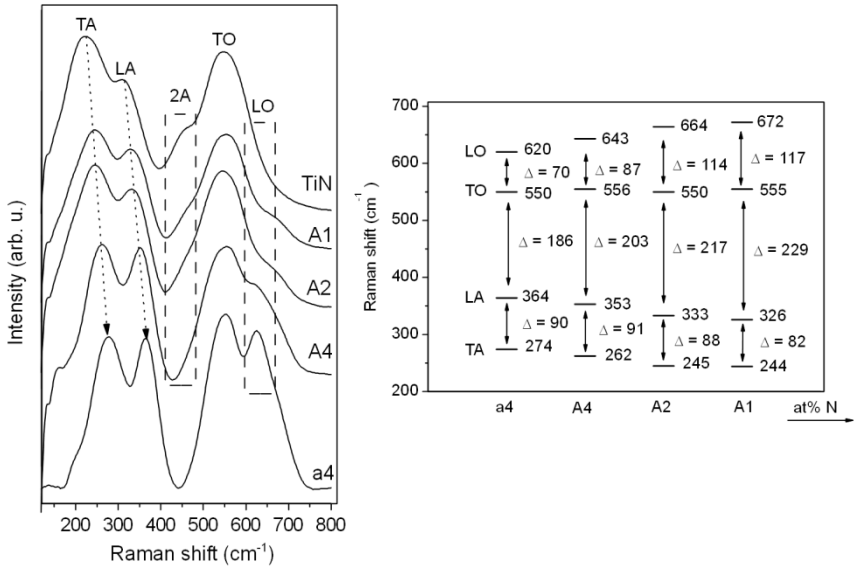 TA
LA
2A
TO
LO
TiN
A1
A2
A4
a4
Intensity (arb. u.)
200 300 400 500 600 700 800
Raman shift (cm-1)
700
600
500
400
300
200
Raman shift (cm-1)
LO 620 643 664 672
Δ = 70 Δ = 87 Δ = 114 Δ = 117
TO 550 556 550 555
Δ = 186 Δ = 203 Δ = 217 Δ = 229
LA 364 353 333 326
Δ = 90 Δ = 91 Δ = 88 Δ = 82
TA 274 262 245 244
a4 A4 A2 A1 at% N